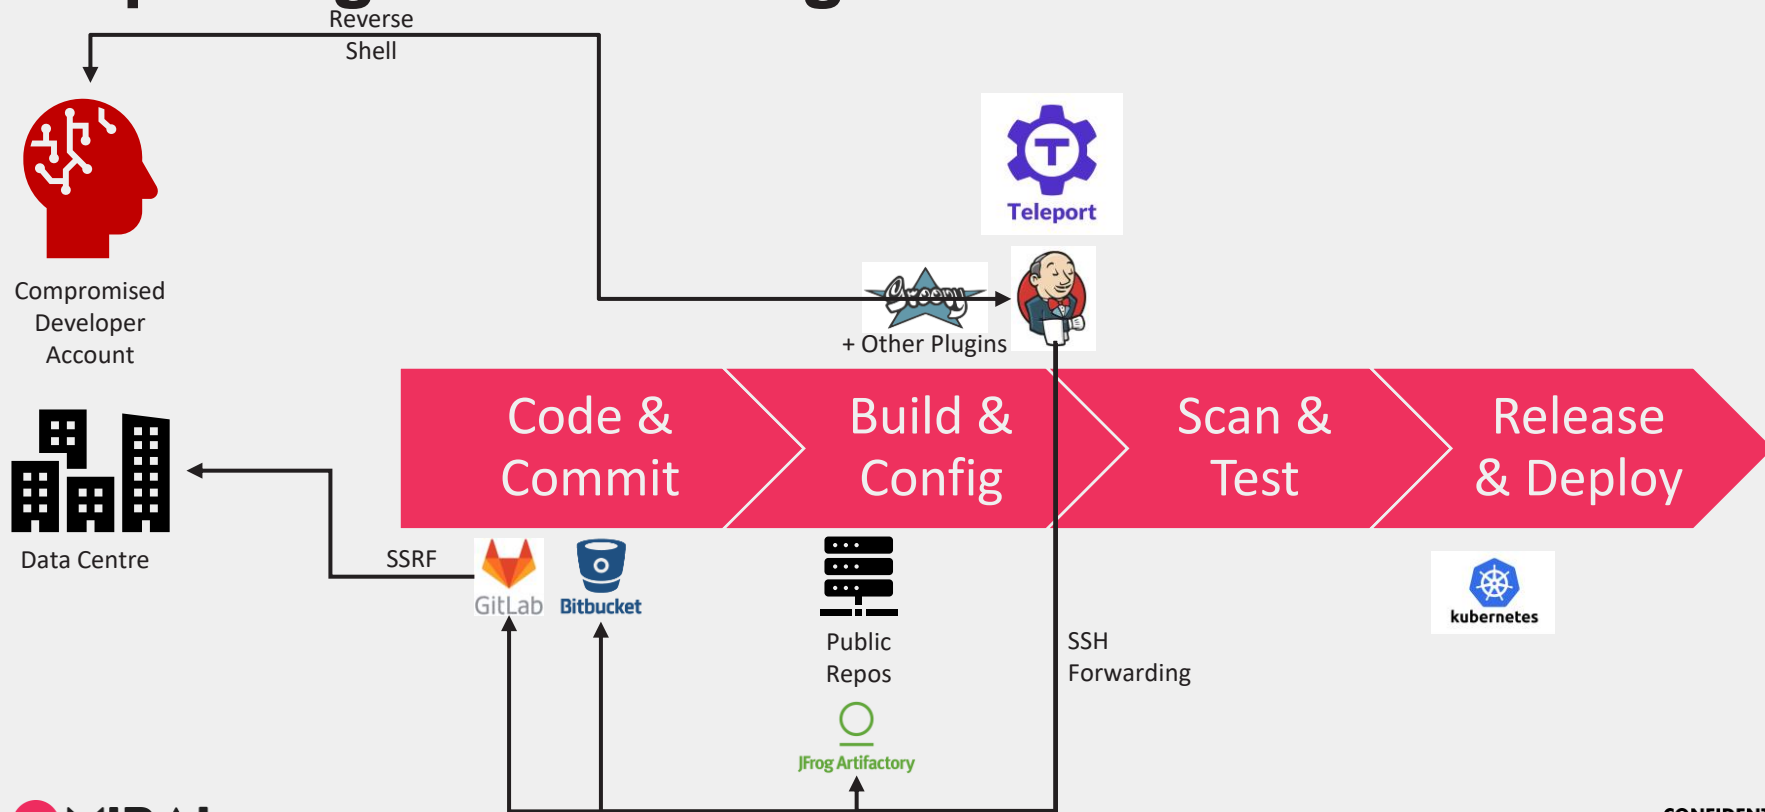 Reverse
Shell
Teleport
Groovy
+ Other Plugins
Compromised
Developer
Account
Code &
Commit
Build &
Config
Scan &
Test
Release
& Deploy
Data Centre
SSRF
GitLab
Bitbucket
Public
Repos
SSH
Forwarding
kubernetes
JFrog Artifactory